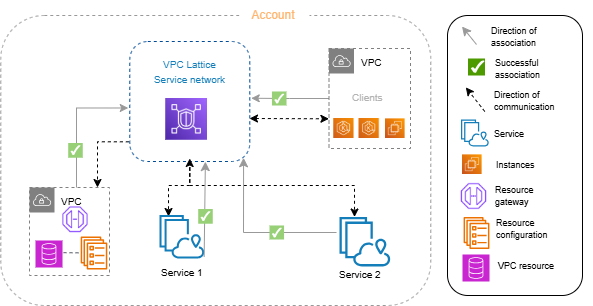 Account
VPC Lattice
Service network
VPC
Clients
VPC
Service 1
Service 2
Direction of
association
Successful
association
Direction of
communication
Service
Instances
Resource
gateway
Resource
configuration
VPC resource